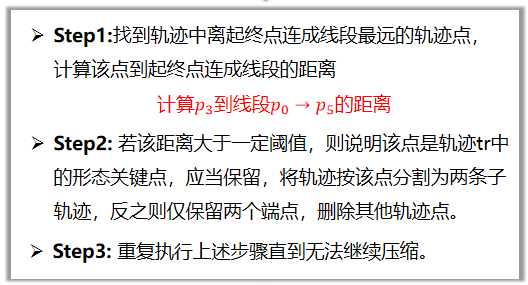 ➢ Step1:找到轨迹中离起终点连成线段最远的轨迹点，
计算该点到起终点连成线段的距离
计算p₃到线段p₀ → p₅的距离
➢ Step2: 若该距离大于一定阈值，则说明该点是轨迹tr中
的形态关键点，应当保留，将轨迹按该点分割为两条子
轨迹，反之则仅保留两个端点，删除其他轨迹点。
➢ Step3: 重复执行上述步骤直到无法继续压缩。